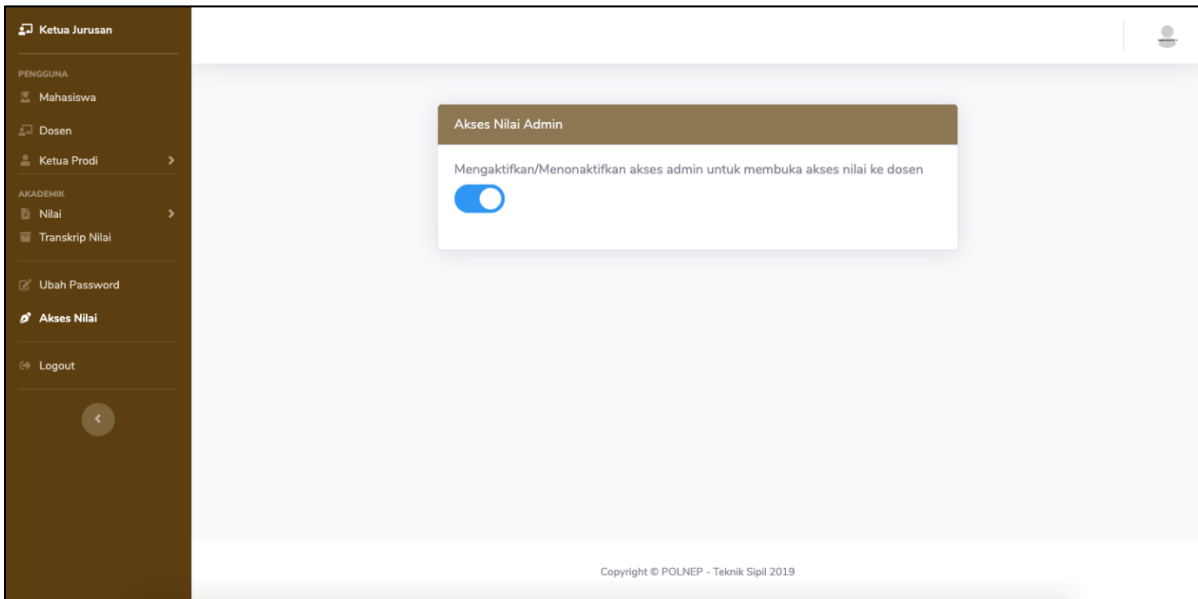 Ketua Jurusan
PENGGUNA
Mahasiswa
Dosen
Ketua Prodi
AKADEMIK
Nilai
Transkrip Nilai
Ubah Password
Akses Nilai
Logout
Akses Nilai Admin
Mengaktifkan/Menonaktifkan akses admin untuk membuka akses nilai ke dosen
Copyright © POLNEP - Teknik Sipil 2019